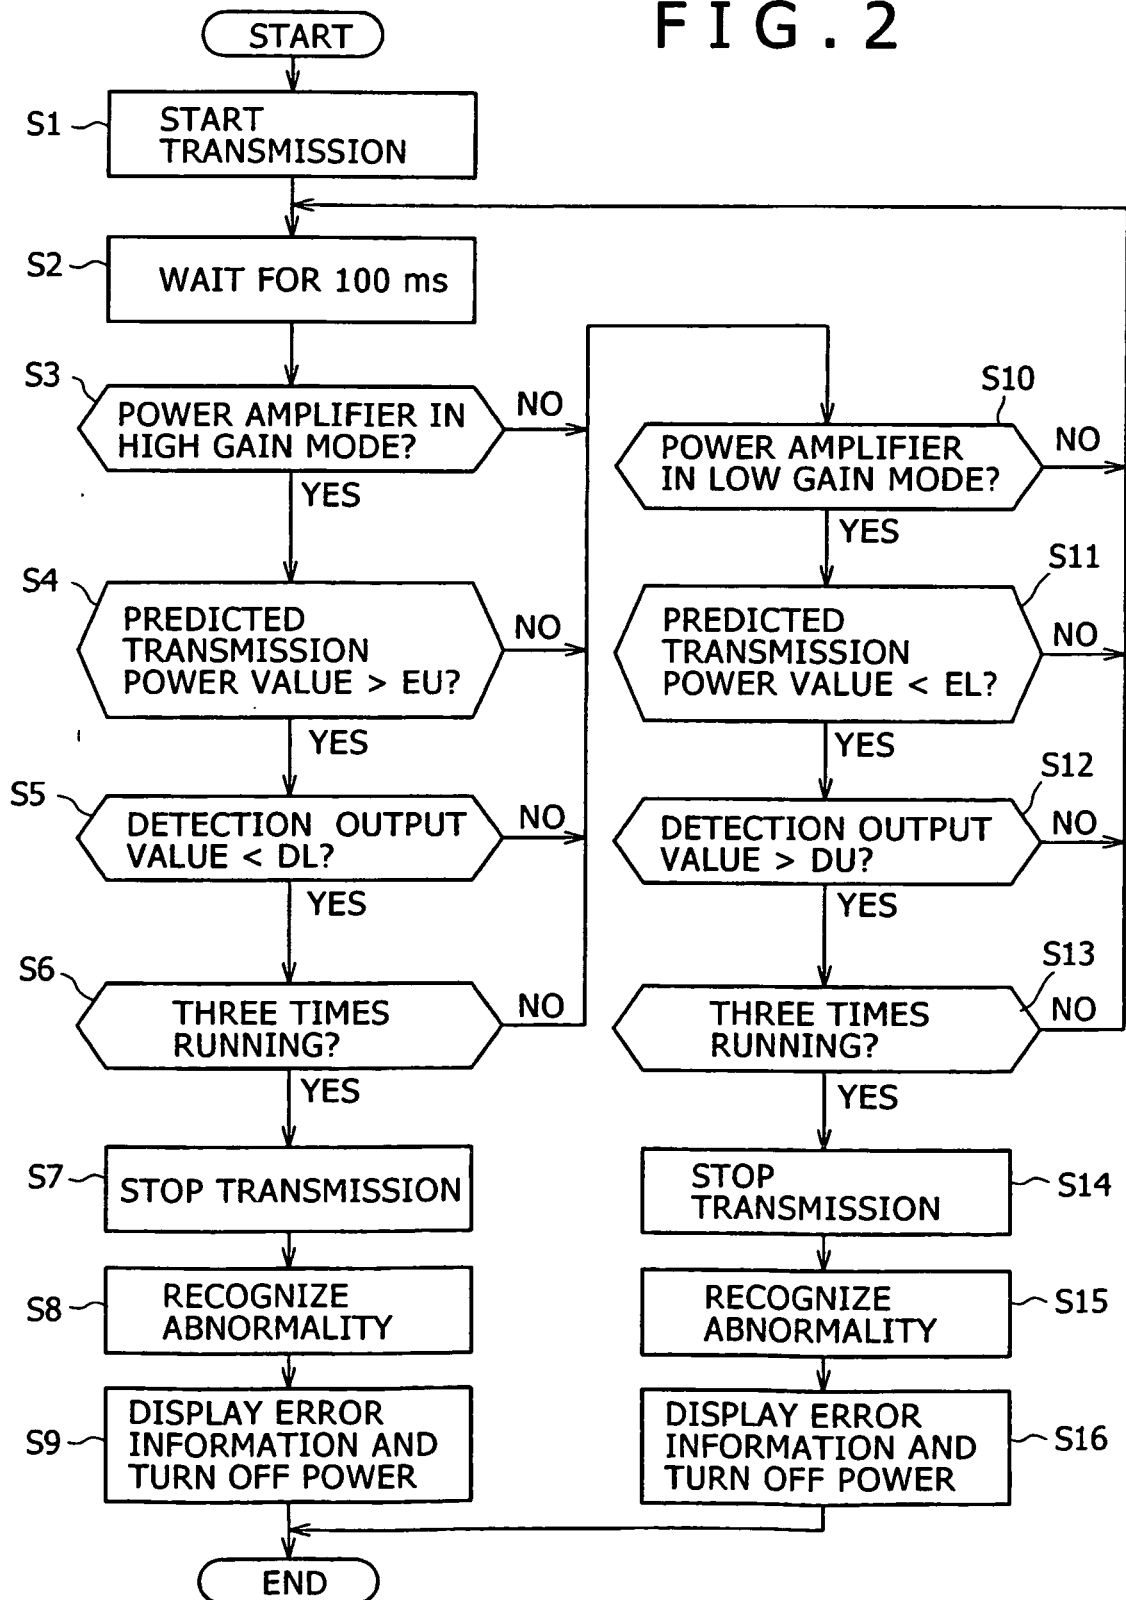 FIG.2
START
S1
START
TRANSMISSION
S2
WAIT FOR 100 ms
S3
POWER AMPLIFIER IN
HIGH GAIN MODE?
NO
YES
S4
PREDICTED
TRANSMISSION
POWER VALUE > EU?
NO
YES
S5
DETECTION OUTPUT
VALUE < DL?
NO
YES
S6
THREE TIMES
RUNNING?
NO
YES
S7
STOP TRANSMISSION
S8
RECOGNIZE
ABNORMALITY
S9
DISPLAY ERROR
INFORMATION AND
TURN OFF POWER
S10
POWER AMPLIFIER
IN LOW GAIN MODE?
NO
YES
S11
PREDICTED
TRANSMISSION
POWER VALUE < EL?
NO
YES
S12
DETECTION OUTPUT
VALUE > DU?
NO
YES
S13
THREE TIMES
RUNNING?
NO
YES
STOP
TRANSMISSION
S14
RECOGNIZE
ABNORMALITY
S15
DISPLAY ERROR
INFORMATION AND
TURN OFF POWER
S16
END